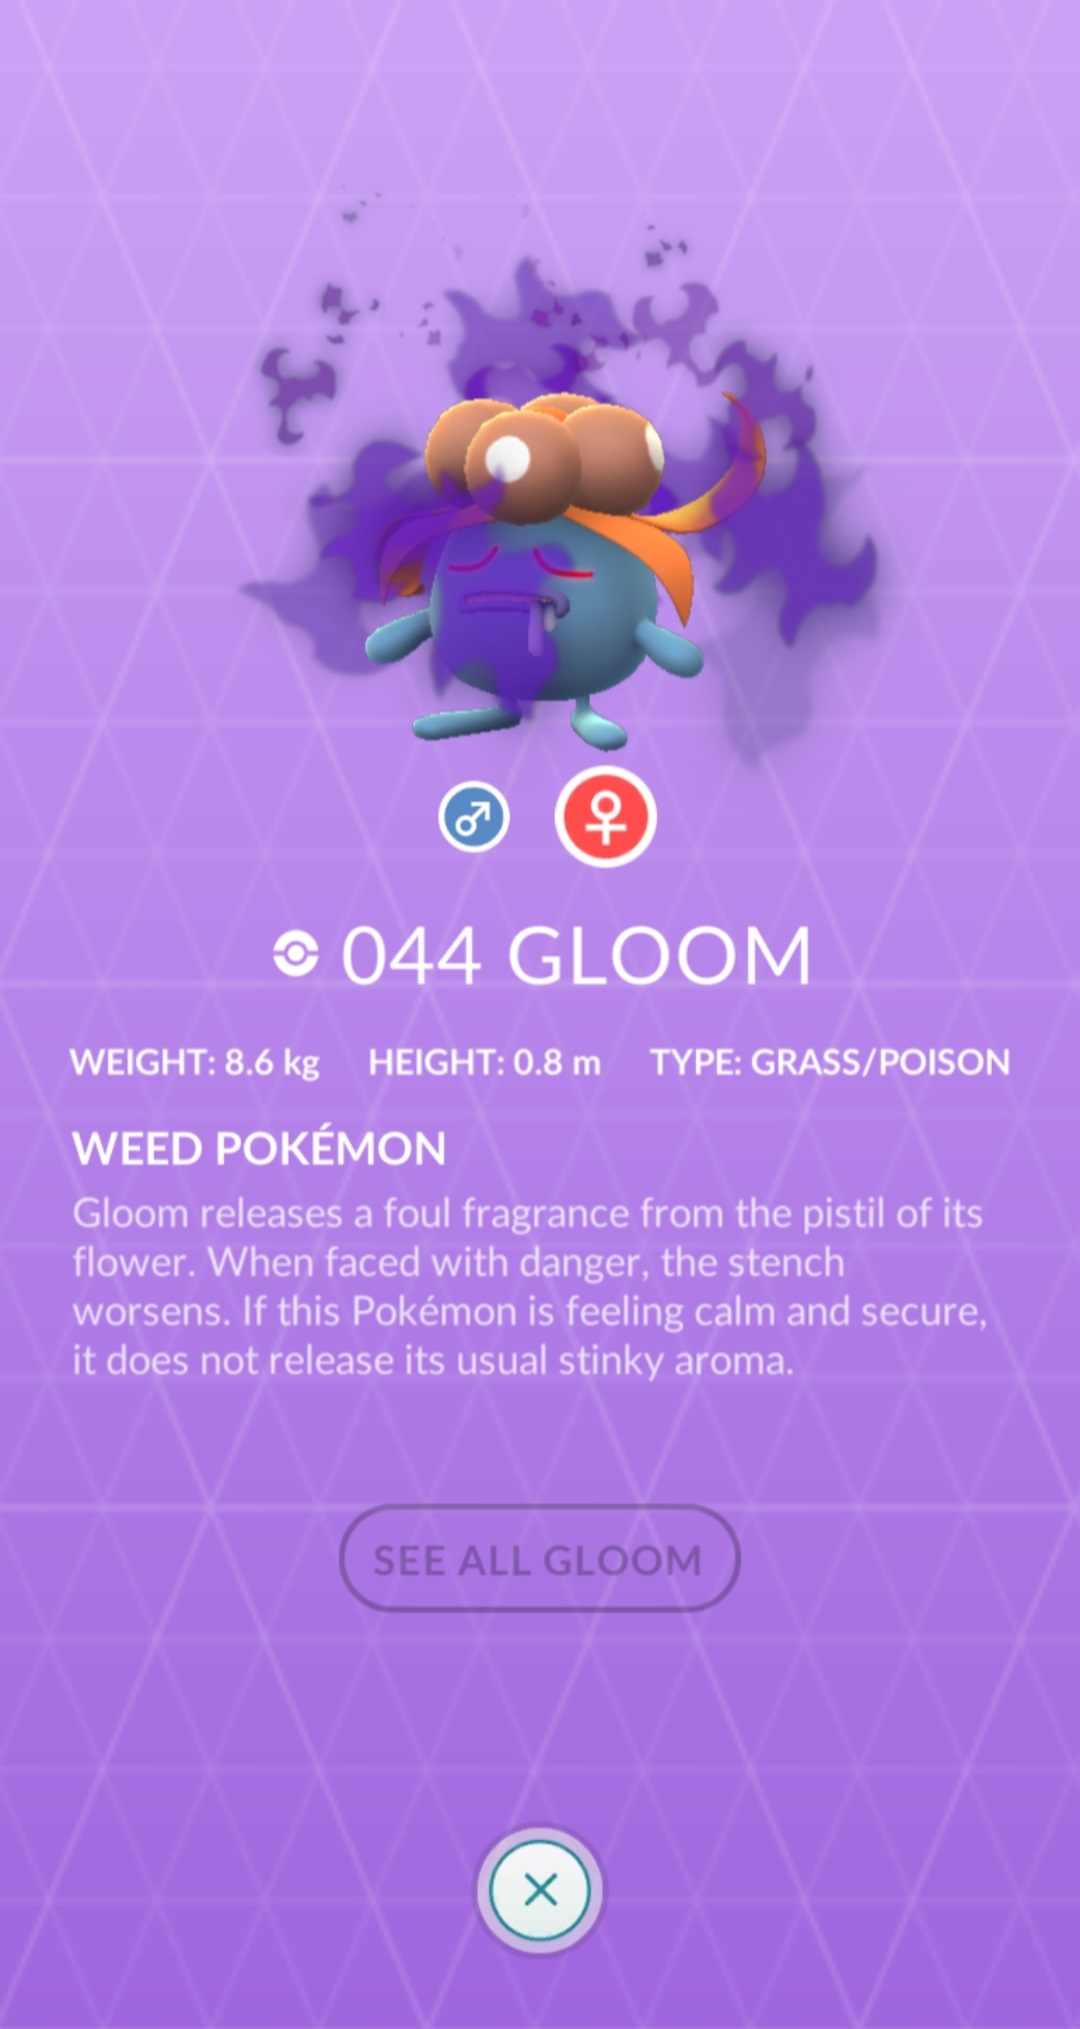 044 GLOOM
WEIGHT: 8.6 kg HEIGHT: 0.8 m TYPE: GRASS/POISON
WEED POKÉMON
Gloom releases a foul fragrance from the pistil of its
flower. When faced with danger, the stench
worsens. If this Pokémon is feeling calm and secure,
it does not release its usual stinky aroma.
SEE ALL GLOOM